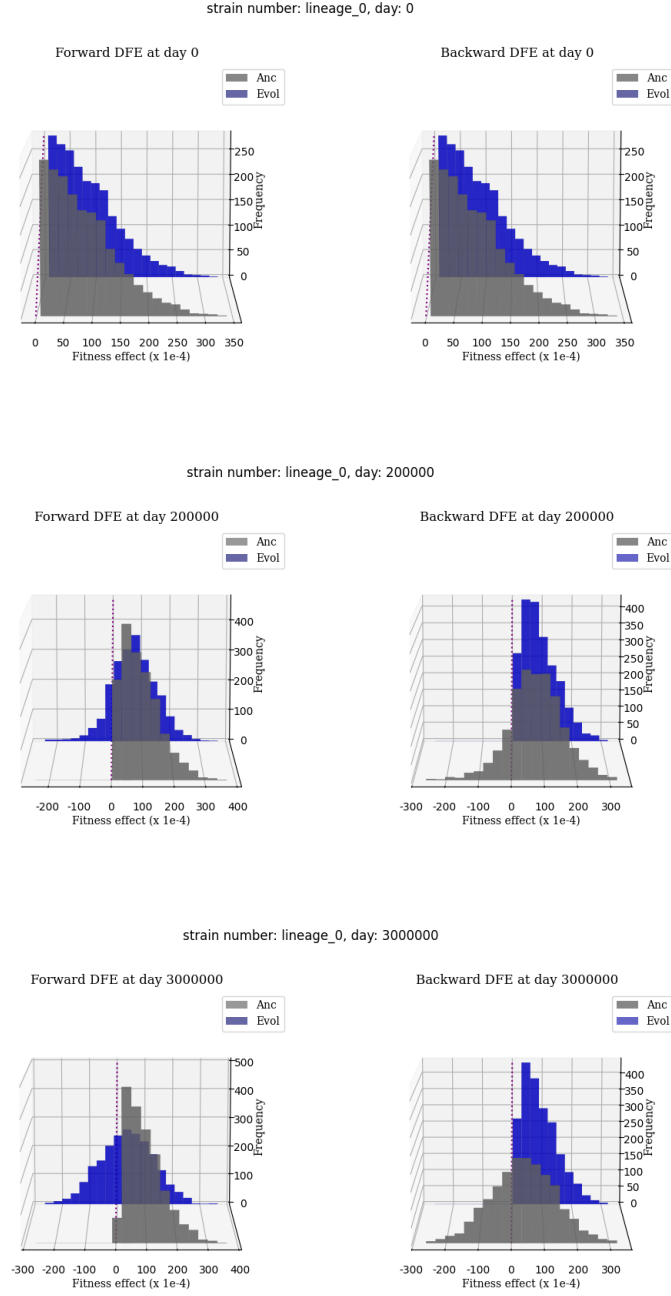 strain number: lineage_0, day: 0
Forward DFE at day 0
Anc
Evol
250
200
150
100
50
0
Frequency
0 50 100 150 200 250 300 350
Fitness effect (x 1e-4)
Backward DFE at day 0
Anc
Evol
250
200
150
100
50
0
Frequency
0 50 100 150 200 250 300 350
Fitness effect (x 1e-4)
strain number: lineage_0, day: 200000
Forward DFE at day 200000
Anc
Evol
400
300
200
100
0
Frequency
-200 -100 0 100 200 300 400
Fitness effect (x 1e-4)
Backward DFE at day 200000
Anc
Evol
400
350
300
250
200
150
100
50
0
Frequency
-300 -200 -100 0 100 200 300
Fitness effect (x 1e-4)
strain number: lineage_0, day: 3000000
Forward DFE at day 3000000
Anc
Evol
500
400
300
200
100
0
Frequency
-300 -200 -100 0 100 200 300 400
Fitness effect (x 1e-4)
Backward DFE at day 3000000
Anc
Evol
400
350
300
250
200
150
100
50
0
Frequency
-300 -200 -100 0 100 200 300
Fitness effect (x 1e-4)